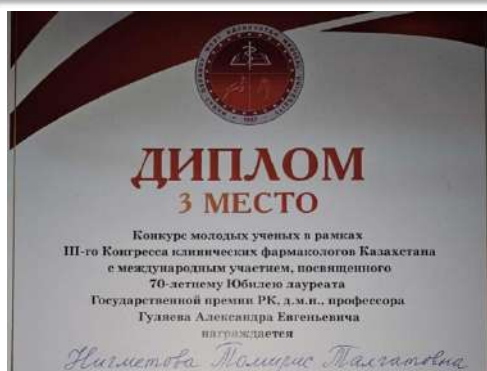 ДИПЛОМ
3 МЕСТО
Конкурс молодых ученых в рамках
III-го Конгресса клинических фармакологов Казахстана
с международным участием, посвященного
70-летнему Юбилею лауреата
Государственной премии РК, д.м.н., профессора
Гуляева Александра Евгеньевича
награждается
Нигметова Томирис Талгатовна